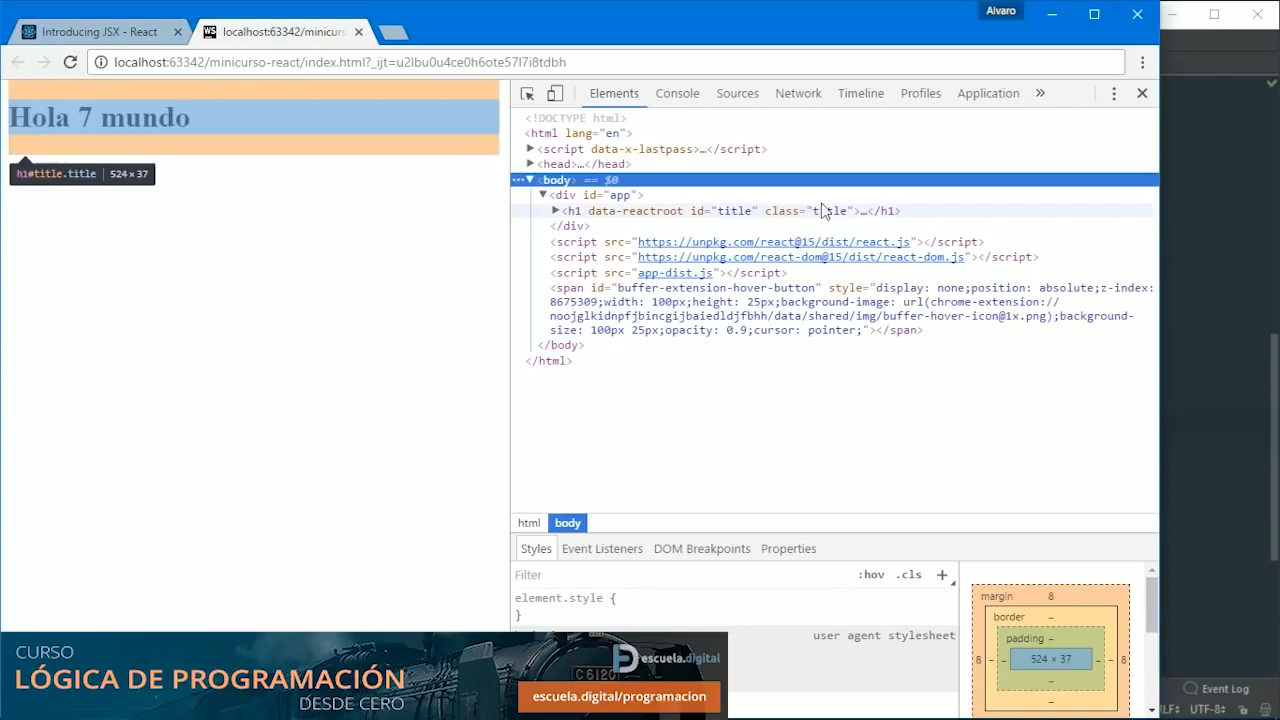 Alvaro
Introducing JSX - React
WS localhost:63342/minicurs
localhost:63342/minicurso-react/index.html?_ijt=u2lbu0u4ce0h6ote57l7i8tdbh
Hola 7 mundo
h1#title.title 524×37
Elements Console Sources Network Timeline Profiles Application »
<!DOCTYPE html>
<html lang="en">
<script data-x-lastpass>…</script>
<head>…</head>
<body> == $0
<div id="app">
<h1 data-reactroot id="title" class="title">…</h1>
</div>
<script src="https://unpkg.com/react@15/dist/react.js"></script>
<script src="https://unpkg.com/react-dom@15/dist/react-dom.js"></script>
<script src="app-dist.js"></script>
<span id="buffer-extension-hover-button" style="display: none;position: absolute;z-index:
8675309;width: 100px;height: 25px;background-image: url(chrome-extension://
noojglkidnpfjbincgijbaiedldjfbhh/data/shared/img/buffer-hover-icon@1x.png);background-
size: 100px 25px;opacity: 0.9;cursor: pointer;"></span>
</body>
</html>
html body
Styles Event Listeners DOM Breakpoints Properties
Filter :hov .cls +
element.style {
}
user agent stylesheet
margin 8
border –
padding –
8 – – 524 × 37 – – 8
–
–
CURSO
LÓGICA DE PROGRAMACIÓN
DESDE CERO
C6120
escuela.digital
escuela.digital/programacion
Event Log
LF÷ UTF-8÷